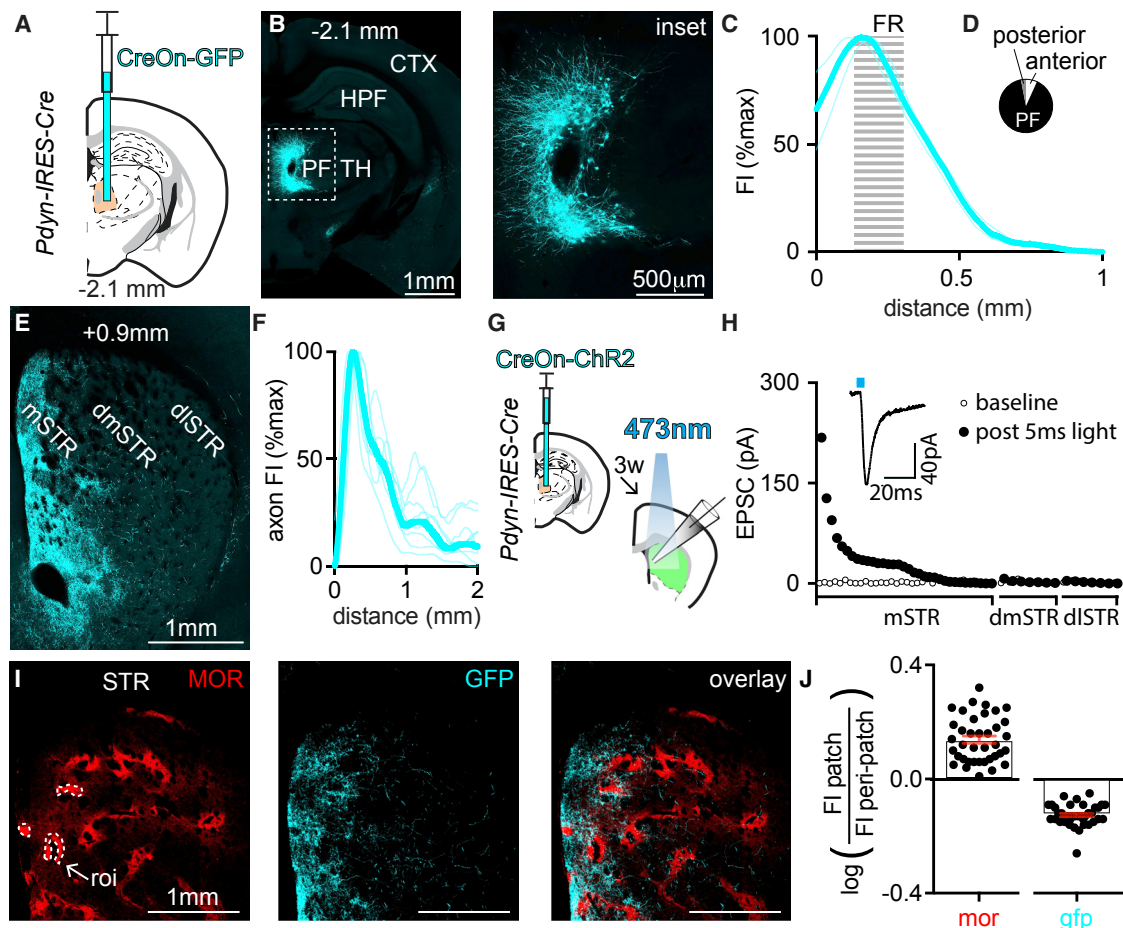 A
CreOn-GFP
Pdyn-IRES-Cre
-2.1 mm
B
-2.1 mm
CTX
HPF
PF TH
1mm
inset
500μm
C
FR
FI (%max)
100
50
0
0 0.5 1
distance (mm)
D
posterior
anterior
PF
E
+0.9mm
mSTR
dmSTR
dlSTR
1mm
F
axon FI (%max)
100
50
0
0 1 2
distance (mm)
G
CreOn-ChR2
Pdyn-IRES-Cre
473nm
3w
H
EPSC (pA)
300
150
0
baseline
post 5ms light
40pA
20ms
mSTR dmSTR dlSTR
I
STR MOR
roi
1mm
GFP
overlay
J
log ( FI patch / FI peri-patch )
0.4
0.0
-0.4
mor gfp